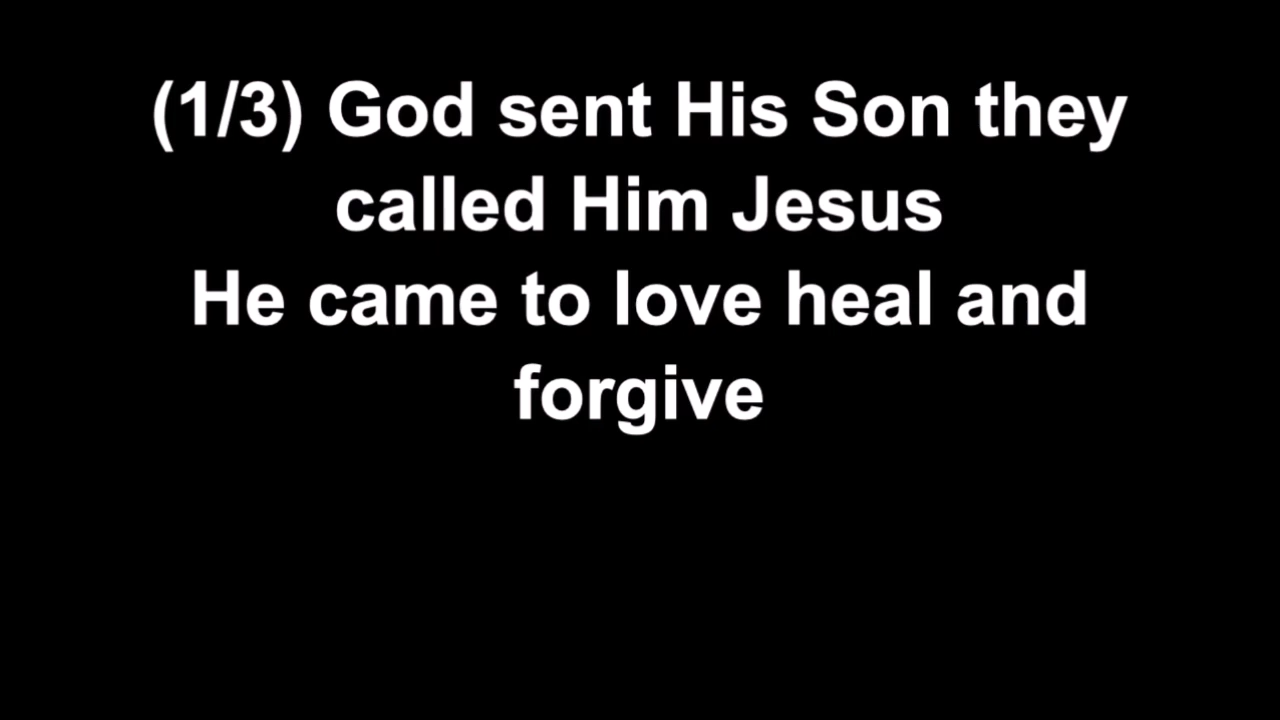 (1/3) God sent His Son they
called Him Jesus
He came to love heal and
forgive